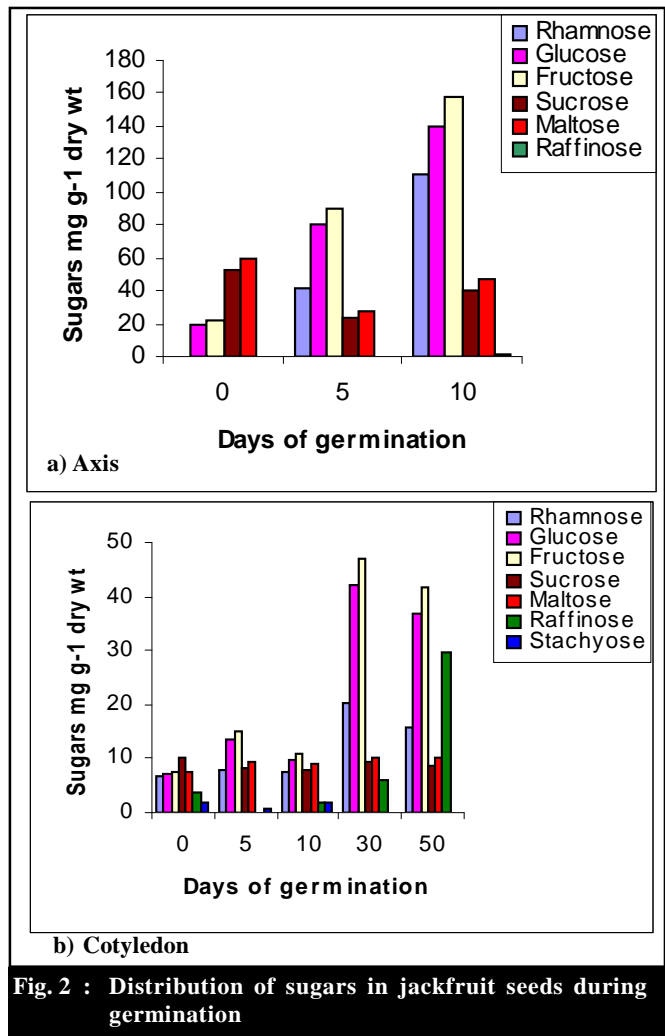 Sugars mg g-1 dry wt
180
160
140
120
100
80
60
40
20
0
0 5 10
Days of germination
Rhamnose
Glucose
Fructose
Sucrose
Maltose
Raffinose
a) Axis
Sugars mg g-1 dry wt
50
40
30
20
10
0
0 5 10 30 50
Days of germination
Rhamnose
Glucose
Fructose
Sucrose
Maltose
Raffinose
Stachyose
b) Cotyledon
Fig. 2 : Distribution of sugars in jackfruit seeds during
germination